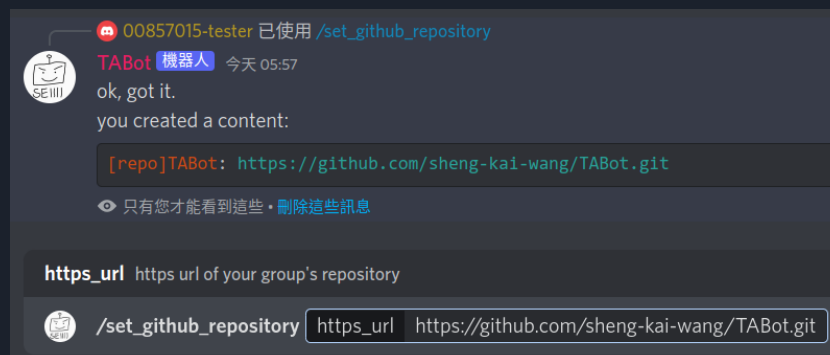 00857015-tester 已使用 /set_github_repository
TABot 機器人 今天 05:57
SEIIII
ok, got it.
you created a content:
[repo]TABot: https://github.com/sheng-kai-wang/TABot.git
只有您才能看到這些 • 刪除這些訊息
https_url https url of your group's repository
/set_github_repository https_url https://github.com/sheng-kai-wang/TABot.git